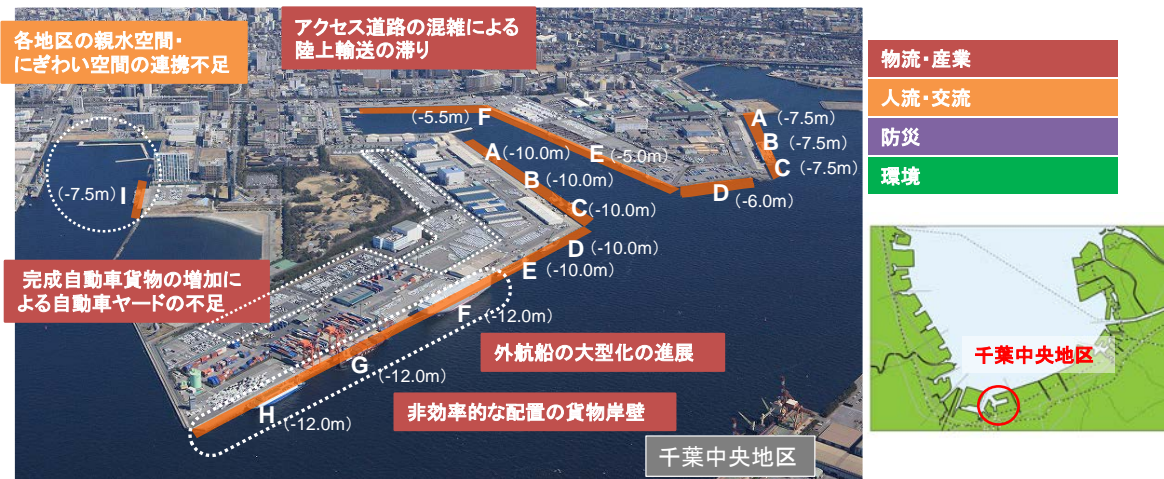 各地区の親水空間・
にぎわい空間の連携不足
アクセス道路の混雑による
陸上輸送の滞り
物流・産業
人流・交流
防災
環境
(-5.5m) F
A (-7.5m)
B (-7.5m)
C (-7.5m)
A (-10.0m)
E (-5.0m)
B (-10.0m)
D (-6.0m)
(-7.5m) I
C (-10.0m)
D (-10.0m)
E (-10.0m)
完成自動車貨物の増加に
よる自動車ヤードの不足
F (-12.0m)
外航船の大型化の進展
G (-12.0m)
非効率的な配置の貨物岸壁
H (-12.0m)
千葉中央地区
千葉中央地区